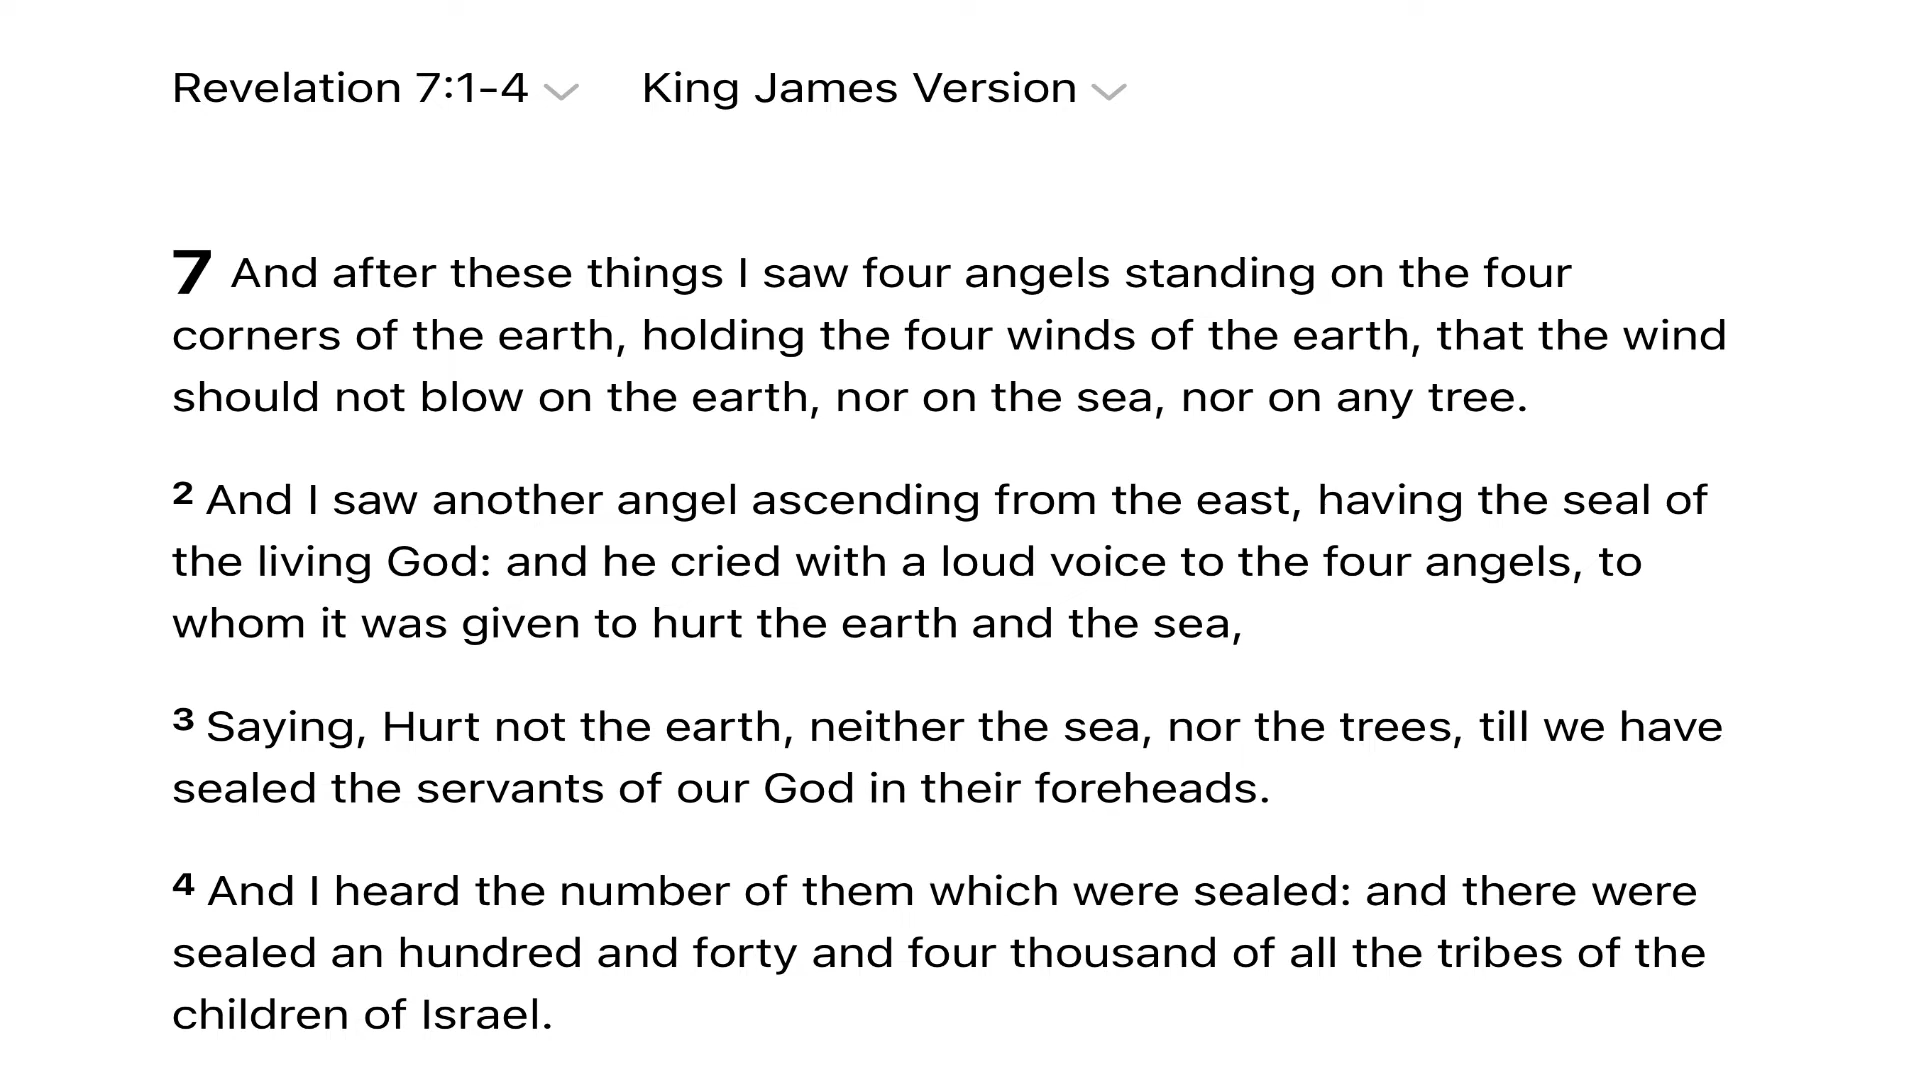 Revelation 7:1-4 King James Version
7 And after these things I saw four angels standing on the four
corners of the earth, holding the four winds of the earth, that the wind
should not blow on the earth, nor on the sea, nor on any tree.
2 And I saw another angel ascending from the east, having the seal of
the living God: and he cried with a loud voice to the four angels, to
whom it was given to hurt the earth and the sea,
3 Saying, Hurt not the earth, neither the sea, nor the trees, till we have
sealed the servants of our God in their foreheads.
4 And I heard the number of them which were sealed: and there were
sealed an hundred and forty and four thousand of all the tribes of the
children of Israel.